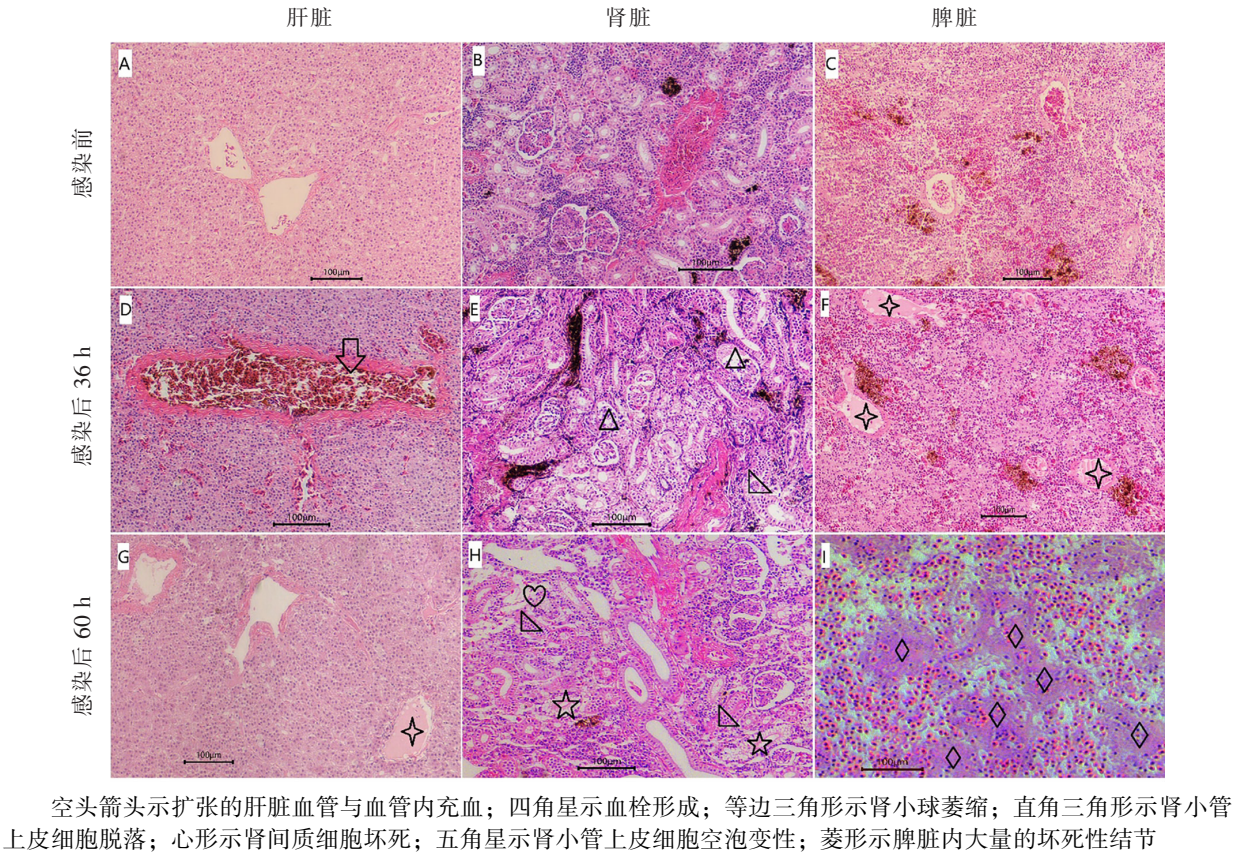 肝脏 肾脏 脾脏
感染前
A B C
100μm 100μm 100μm
感染后 36 h
D E F
100μm 100μm 100μm
感染后 60 h
G H I
100μm 100μm 100μm
空头箭头示扩张的肝脏血管与血管内充血；四角星示血栓形成；等边三角形示肾小球萎缩；直角三角形示肾小管
上皮细胞脱落；心形示肾间质细胞坏死；五角星示肾小管上皮细胞空泡变性；菱形示脾脏内大量的坏死性结节